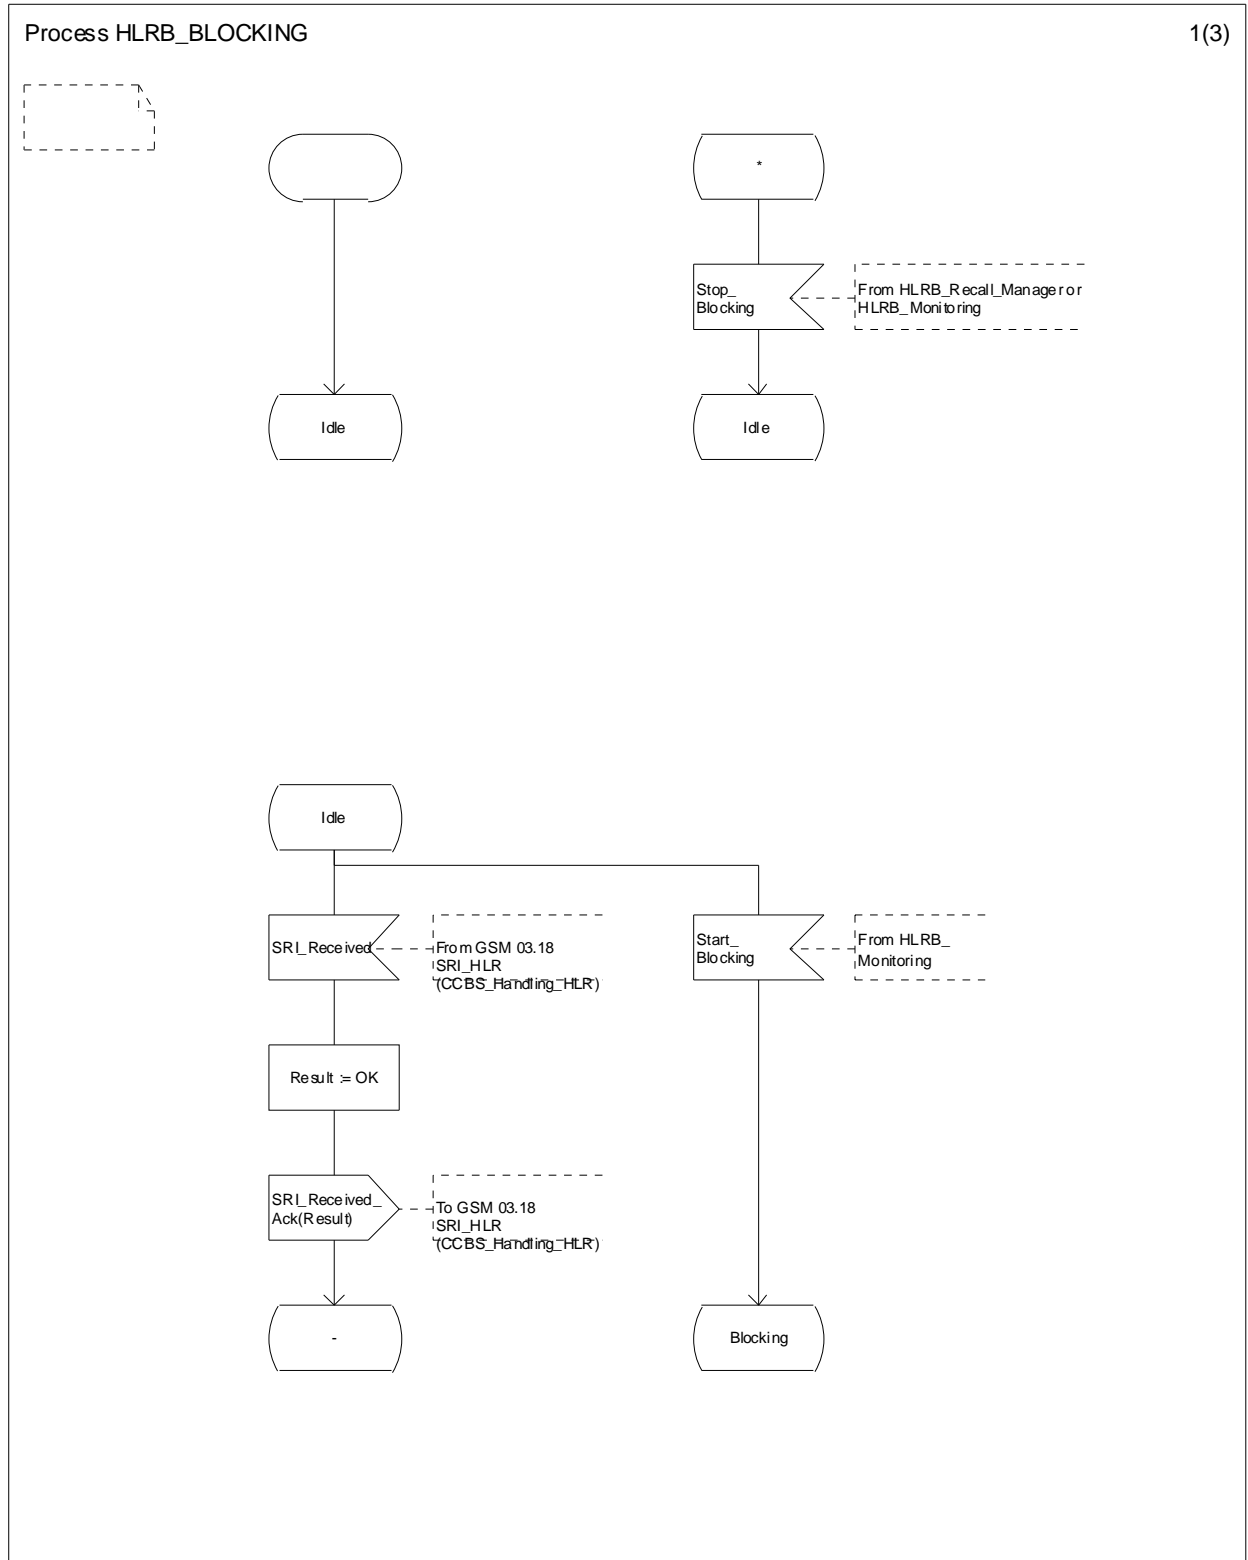 Process HLRB_BLOCKING
1(3)
*
Stop_
Blocking
From HLRB_Recall_Manager or
HLRB_Monitoring
Idle
Idle
Idle
SRI_Received
From GSM 03.18
SRI_HLR
(CCBS_Handling_HLR)
Start_
Blocking
From HLRB_
Monitoring
Result := OK
SRI_Received_
Ack(Result)
To GSM 03.18
SRI_HLR
(CCBS_Handling_HLR)
-
Blocking